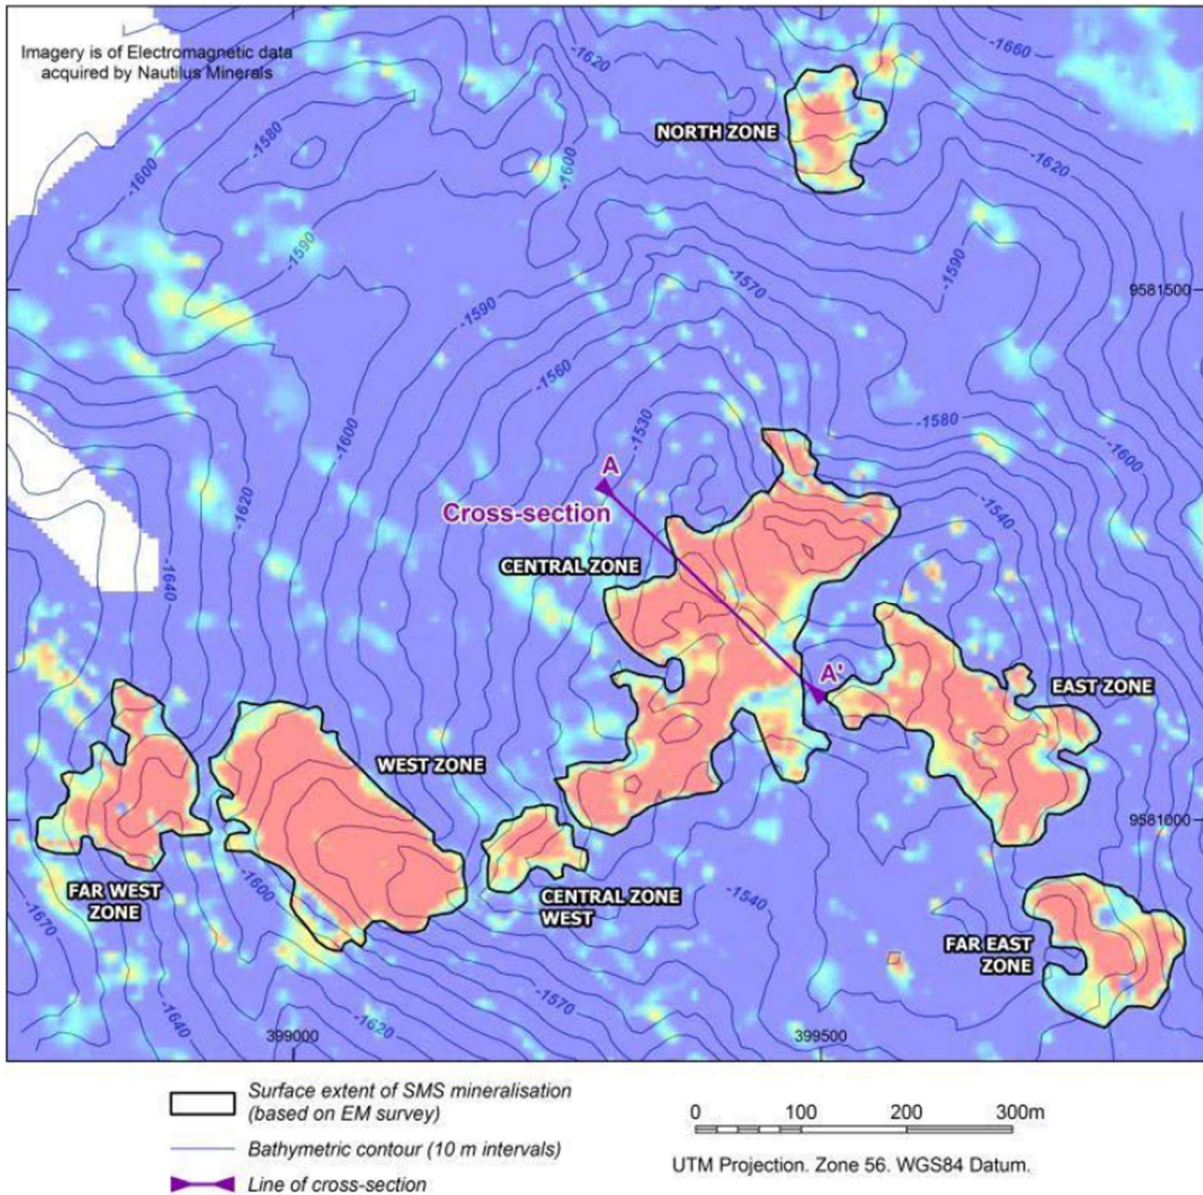 Imagery is of Electromagnetic data
acquired by Nautilus Minerals
-1620
-1660
NORTH ZONE
-1580
-1600
-1600
-1620
-1590
-1590
-1570
9581500
-1590
-1560
-1530
-1580
-1600
-1600
A
Cross-section
-1620
-1540
CENTRAL ZONE
-1640
A'
EAST ZONE
WEST ZONE
9581000
FAR WEST
ZONE
-1600
CENTRAL ZONE
WEST
-1540
-1670
FAR EAST
ZONE
-1570
-1640
-1620
399000
399500
Surface extent of SMS mineralisation
(based on EM survey)
Bathymetric contour (10 m intervals)
Line of cross-section
0 100 200 300m
UTM Projection. Zone 56. WGS84 Datum.